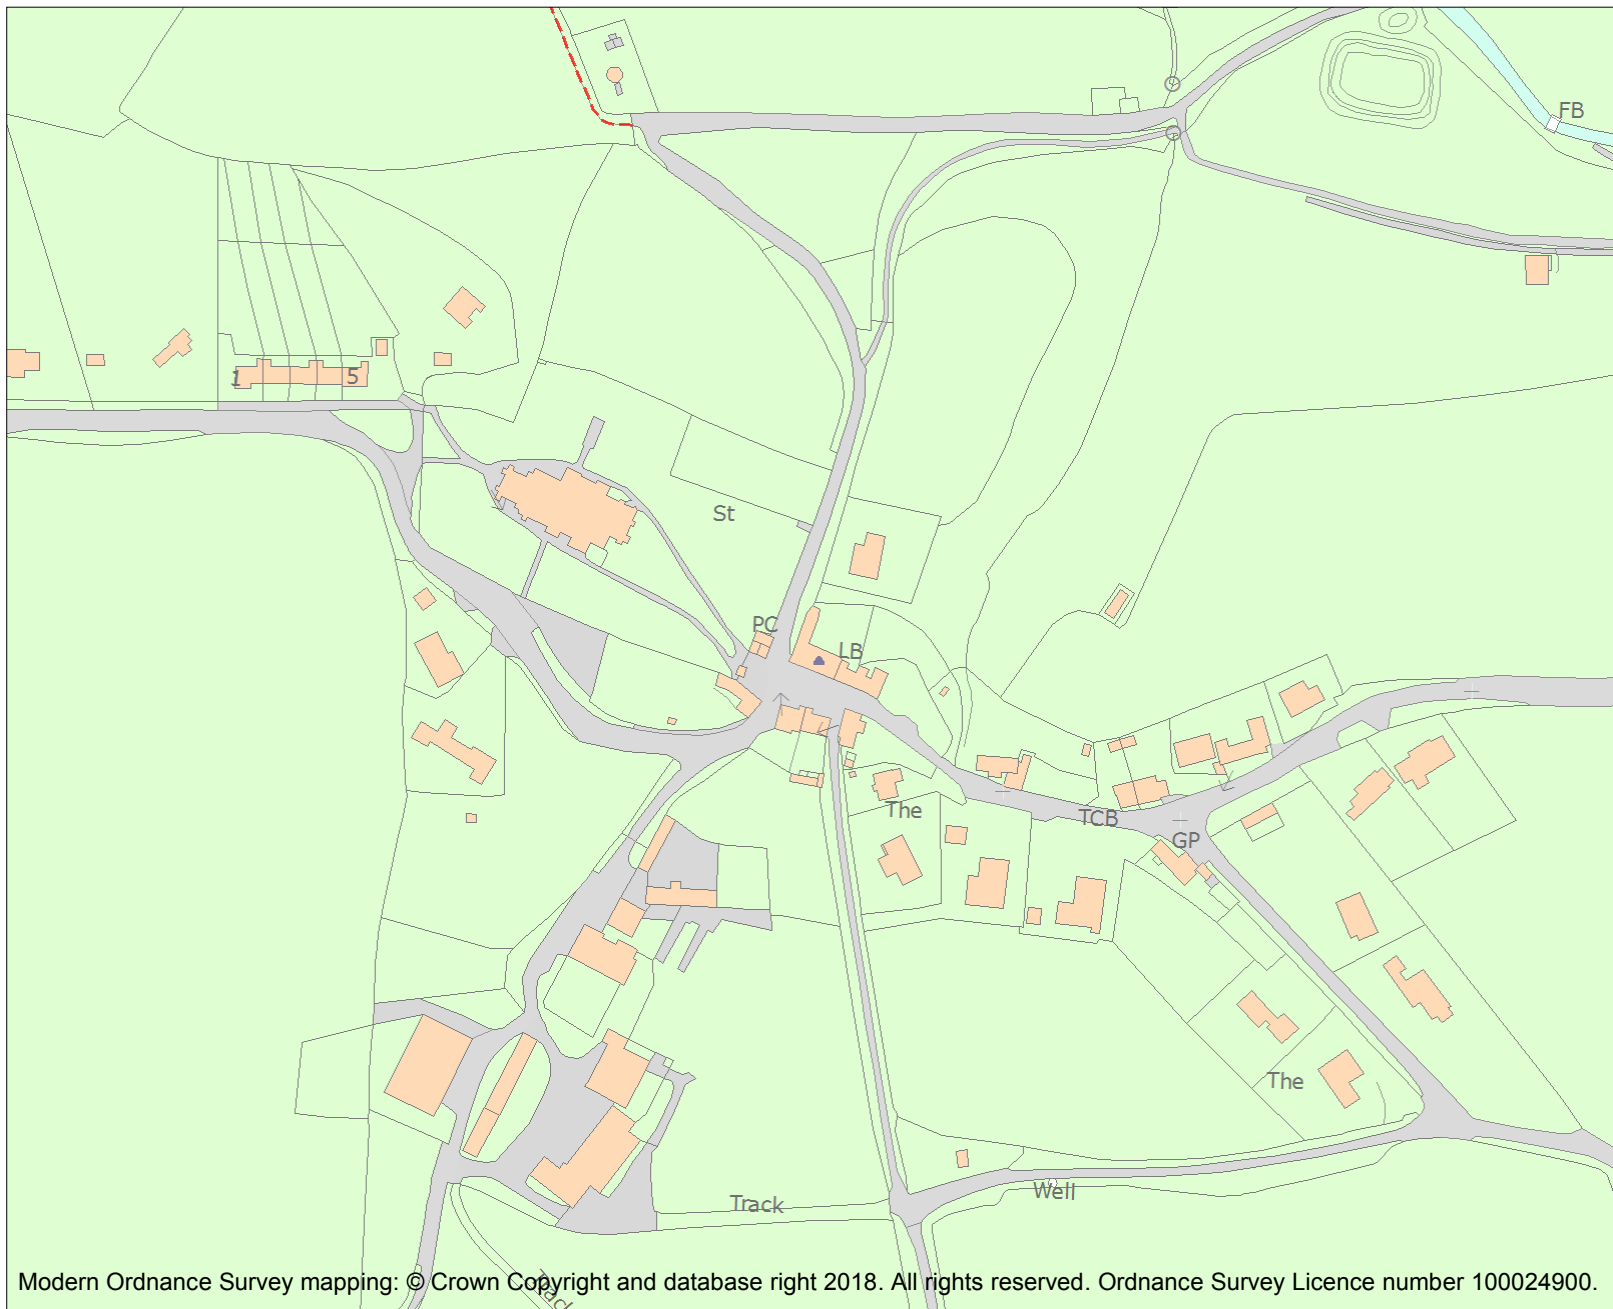 FB
1
5
St
PC
LB
The
TCB
GP
The
Well
Track
Track
Modern Ordnance Survey mapping: © Crown Copyright and database right 2018. All rights reserved. Ordnance Survey Licence number 100024900.